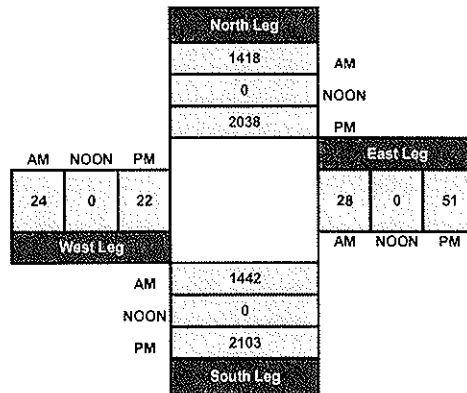 North Leg
1418 AM
0 NOON
2038 PM
AM NOON PM
East Leg
24 0 22
28 0 51
West Leg
AM NOON PM
AM 1442
NOON 0
PM 2103
South Leg